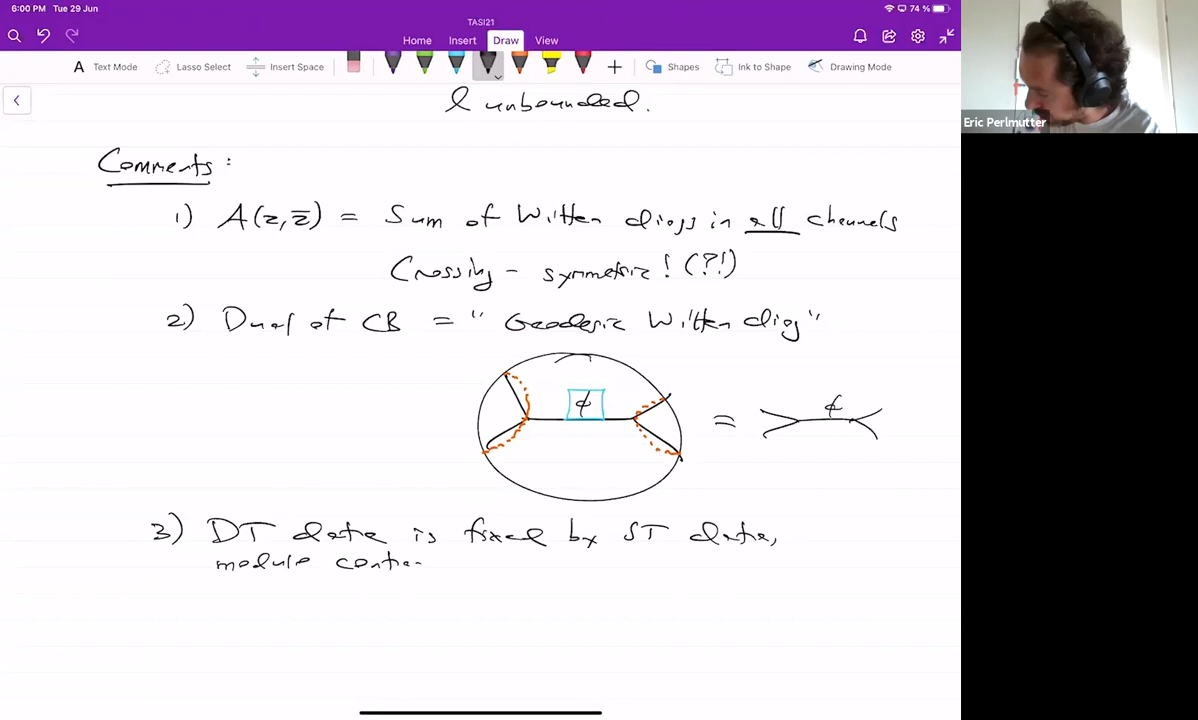 6:00 PM Tue 29 Jun
74 %
TASI21
Home Insert Draw View
A Text Mode Lasso Select Insert Space Shapes Ink to Shape Drawing Mode
Eric Perlmutter
l unbounded.
Comments:
1) A(z, z̄) = Sum of Witten diags in all channels
Crossing - symmetric! (?!)
2) Dual of CB = "Geodesic Witten diag"
ϕ
= ϕ
3) DT data is fixed by ST data,
modulo conta